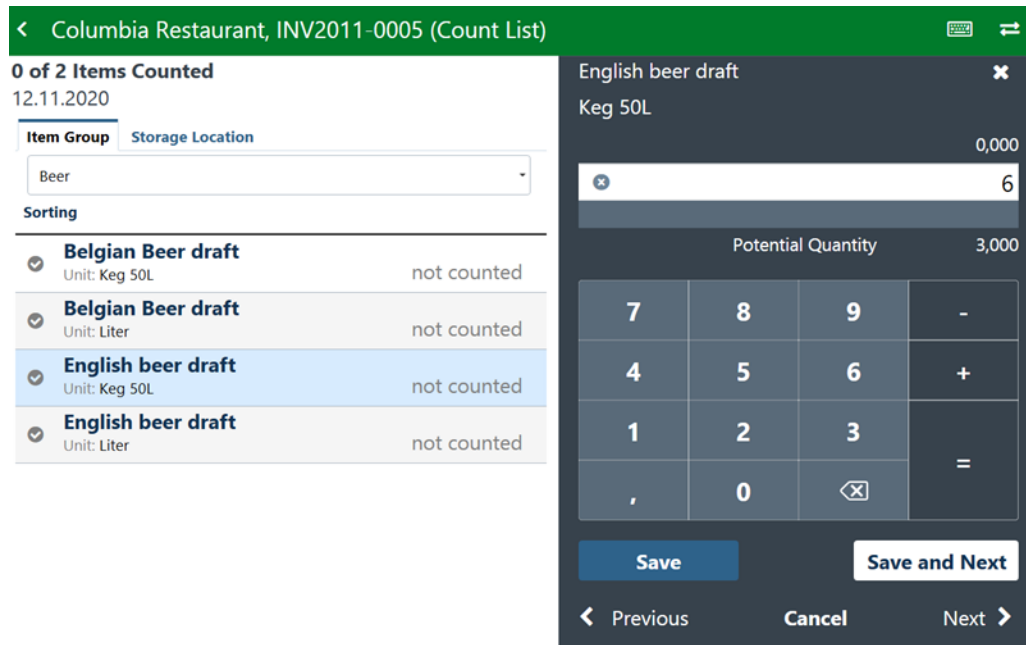 Columbia Restaurant, INV2011-0005 (Count List)
0 of 2 Items Counted
12.11.2020
Item Group Storage Location
Beer
Sorting
Belgian Beer draft
Unit: Keg 50L not counted
Belgian Beer draft
Unit: Liter not counted
English beer draft
Unit: Keg 50L not counted
English beer draft
Unit: Liter not counted
English beer draft
Keg 50L
0,000
6
Potential Quantity 3,000
7 8 9 -
4 5 6 +
1 2 3
=
, 0
Save Save and Next
Previous Cancel Next